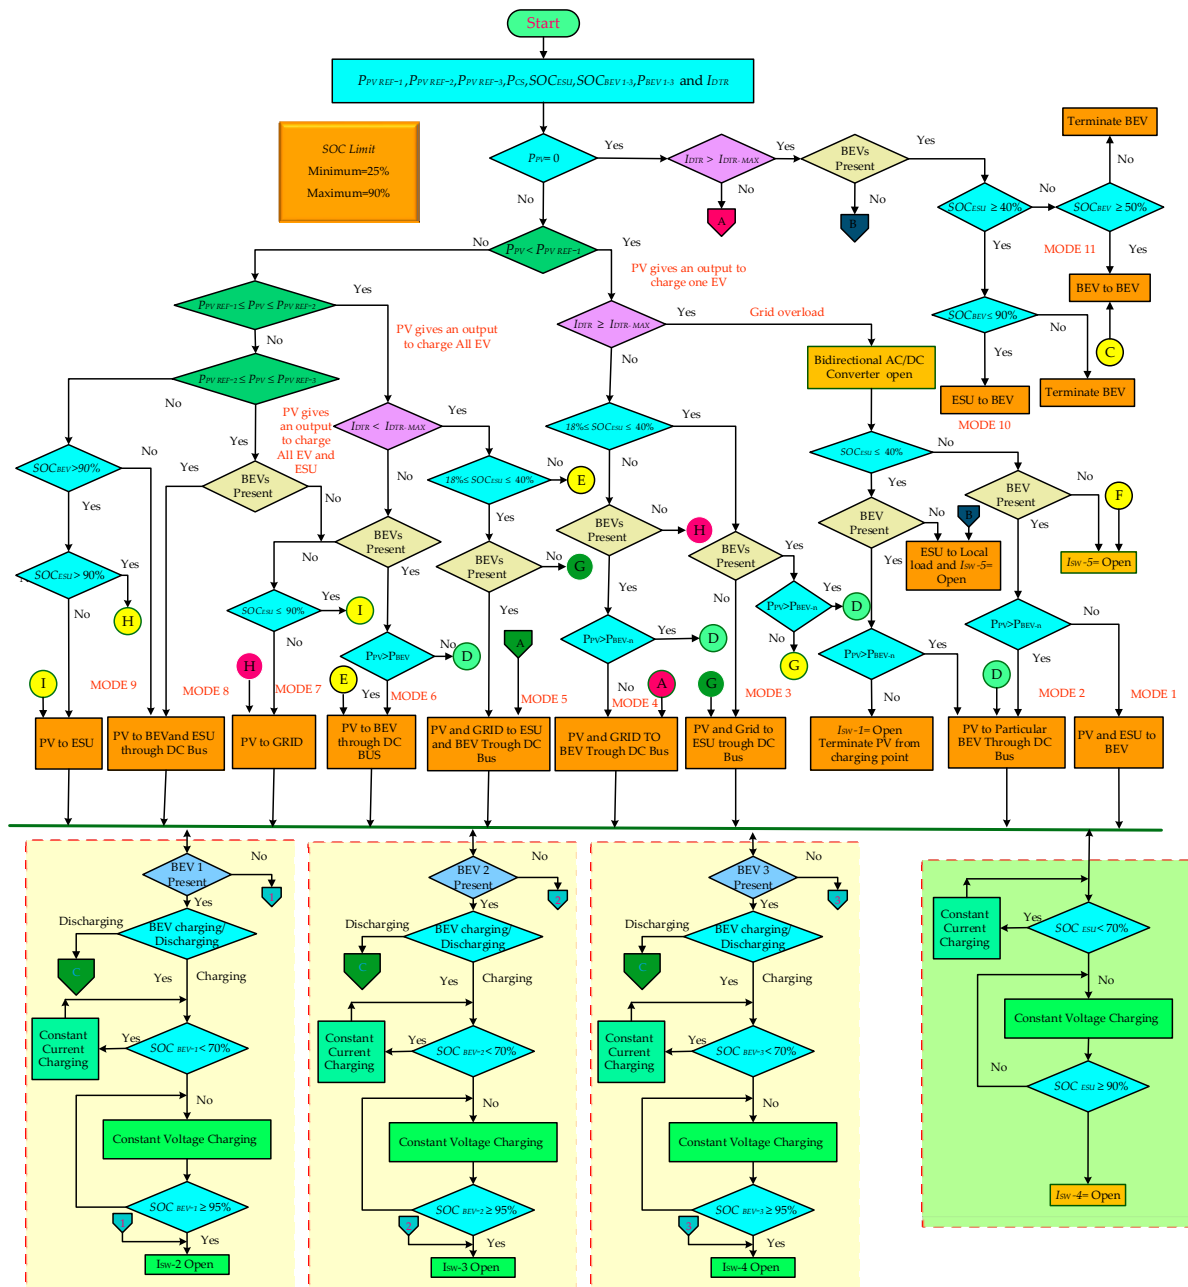 Start
PPV REF-1 ,PPV REF-2,PPV REF-3,PCS,SOCESU,SOCBEV 1-3,PBEV 1-3 and IDTR
SOC Limit
Minimum=25%
Maximum=90%
PPV= 0
Yes
No
IDTR > IDTR- MAX
Yes
No
A
BEVs
Present
Yes
No
B
Terminate BEV
No
SOCESU ≥ 40%
No
Yes
SOCBEV ≥ 50%
MODE 11
Yes
BEV to BEV
C
SOCBEV ≤ 90%
No
Yes
ESU to BEV
Terminate BEV
MODE 10
PPV < PPV REF-1
No
Yes
PV gives an output to
charge one EV
PPV REF-1 ≤ PPV ≤ PPV REF-2
Yes
No
PV gives an output
to charge All EV
PPV REF-2 ≤ PPV ≤ PPV REF-3
No
Yes
PV gives
an output
to charge
All EV and
ESU
IDTR ≥ IDTR- MAX
Yes
No
Grid overload
Bidirectional AC/DC
Converter open
IDTR < IDTR- MAX
Yes
No
18%≤ SOCESU ≤ 40%
Yes
No
SOCESU ≤ 40%
No
Yes
SOCBEV >90%
No
Yes
BEVs
Present
Yes
No
18%≤ SOCESU ≤ 40%
No
E
Yes
BEV
Present
No
Yes
F
ISW-5= Open
BEV
Present
No
Yes
B
ESU to Local
load and ISW-5=
Open
BEVs
Present
No
H
Yes
BEVs
Present
Yes
No
BEVs
Present
No
Yes
BEVs
Present
No
G
Yes
SOCESU > 90%
Yes
H
No
SOCESU ≤ 90%
Yes
I
No
PPV>PBEV-n
D
G
PPV>PBEV
No
D
Yes
A
PPV>PBEV-n
Yes
D
No
PPV>PBEV-n
Yes
No
PPV>PBEV-n
No
Yes
D
I
MODE 9
MODE 8
H
MODE 7
E
MODE 6
MODE 5
MODE 4
A
G
MODE 3
MODE 2
MODE 1
PV to ESU
PV to BEVand ESU
through DC Bus
PV to GRID
PV to BEV
through DC
BUS
PV and GRID to ESU
and BEV Trough DC
Bus
PV and GRID TO
BEV Trough DC Bus
PV and Grid to
ESU trough DC
Bus
ISW-1= Open
Terminate PV from
charging point
PV to Particular
BEV Through DC
Bus
PV and ESU to
BEV
BEV 1
Present
No
1
Yes
Discharging
BEV charging/
Discharging
C
Yes
Charging
Constant
Current
Charging
Yes
SOC BEV-1 < 70%
No
Constant Voltage Charging
SOC BEV-1 ≥ 95%
1
Yes
ISW-2 Open
BEV 2
Present
No
2
Yes
Discharging
BEV charging/
Discharging
C
Yes
Charging
Constant
Current
Charging
Yes
SOC BEV-2 < 70%
No
Constant Voltage Charging
SOC BEV-2 ≥ 95%
2
Yes
ISW-3 Open
BEV 3
Present
No
3
Yes
Discharging
BEV charging/
Discharging
C
Yes
Charging
Constant
Current
Charging
Yes
SOC BEV-3 < 70%
No
Constant Voltage Charging
SOC BEV-3 ≥ 95%
3
Yes
ISW-4 Open
Constant
Current
Charging
Yes
SOC ESU < 70%
No
Constant Voltage Charging
No
SOC ESU ≥ 90%
ISW-4= Open